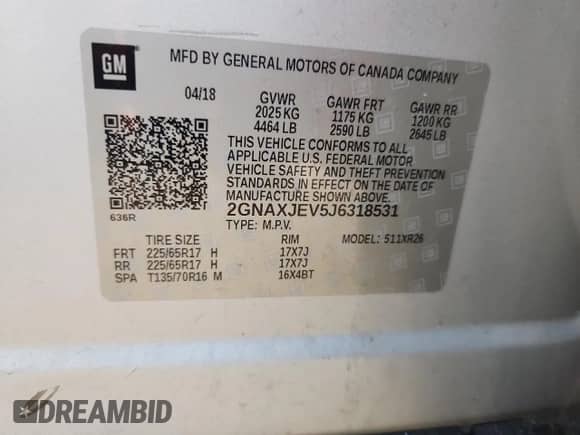 GM
MFD BY GENERAL MOTORS OF CANADA COMPANY
04/18 GVWR GAWR FRT GAWR RR
2025 KG 1175 KG 1200 KG
4464 LB 2590 LB 2645 LB
THIS VEHICLE CONFORMS TO ALL
APPLICABLE U.S. FEDERAL MOTOR
VEHICLE SAFETY AND THEFT PREVENTION
STANDARDS IN EFFECT ON THE DATE OF
MANUFACTURE SHOWN ABOVE.
636R 2GNAXJEV5J6318531
TYPE: M.P.V.
TIRE SIZE RIM MODEL: 511XR26
FRT 225/65R17 H 17X7J
RR 225/65R17 H 17X7J
SPA T135/70R16 M 16X4BT
DREAMBID